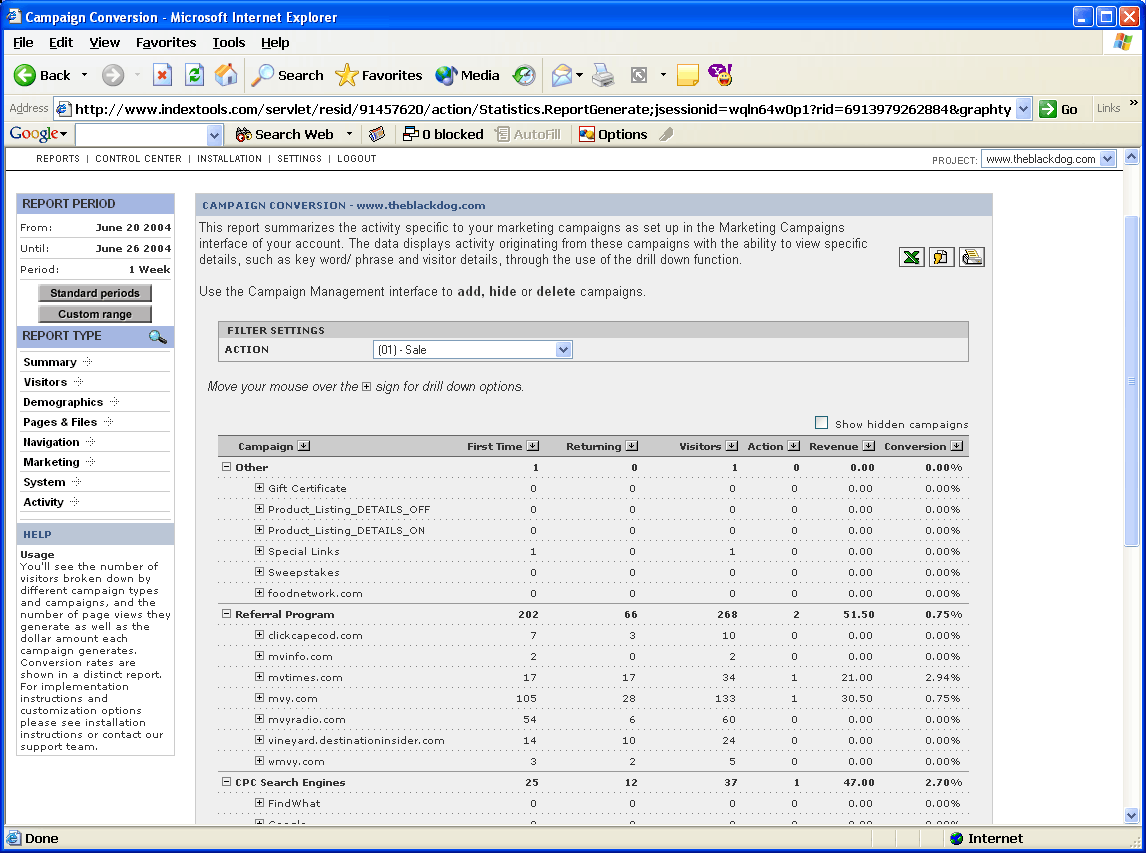 Campaign Conversion - Microsoft Internet Explorer
File Edit View Favorites Tools Help
Back Search Favorites Media
Address http://www.indextools.com/servlet/resid/91457620/action/Statistics.ReportGenerate;jsessionid=wqln64w0p1?rid=6913979262884&graphty Go Links »
Google Search Web 0 blocked AutoFill Options
REPORTS | CONTROL CENTER | INSTALLATION | SETTINGS | LOGOUT PROJECT: www.theblackdog.com
REPORT PERIOD
From: June 20 2004
Until: June 26 2004
Period: 1 Week
Standard periods
Custom range
REPORT TYPE
Summary
Visitors
Demographics
Pages & Files
Navigation
Marketing
System
Activity
HELP
Usage
You'll see the number of
visitors broken down by
different campaign types
and campaigns, and the
number of page views they
generate as well as the
dollar amount each
campaign generates.
Conversion rates are
shown in a distinct report.
For implementation
instructions and
customization options
please see installation
instructions or contact our
support team.
CAMPAIGN CONVERSION - www.theblackdog.com
This report summarizes the activity specific to your marketing campaigns as set up in the Marketing Campaigns
interface of your account. The data displays activity originating from these campaigns with the ability to view specific
details, such as key word/ phrase and visitor details, through the use of the drill down function.
Use the Campaign Management interface to add, hide or delete campaigns.
FILTER SETTINGS
ACTION (01) - Sale
Move your mouse over the + sign for drill down options.
Show hidden campaigns
Campaign First Time Returning Visitors Action Revenue Conversion
Other 1 0 1 0 0.00 0.00%
Gift Certificate 0 0 0 0 0.00 0.00%
Product_Listing_DETAILS_OFF 0 0 0 0 0.00 0.00%
Product_Listing_DETAILS_ON 0 0 0 0 0.00 0.00%
Special Links 1 0 1 0 0.00 0.00%
Sweepstakes 0 0 0 0 0.00 0.00%
foodnetwork.com 0 0 0 0 0.00 0.00%
Referral Program 202 66 268 2 51.50 0.75%
clickcapecod.com 7 3 10 0 0.00 0.00%
mvinfo.com 2 0 2 0 0.00 0.00%
mvtimes.com 17 17 34 1 21.00 2.94%
mvy.com 105 28 133 1 30.50 0.75%
mvyradio.com 54 6 60 0 0.00 0.00%
vineyard.destinationinsider.com 14 10 24 0 0.00 0.00%
wmvy.com 3 2 5 0 0.00 0.00%
CPC Search Engines 25 12 37 1 47.00 2.70%
FindWhat 0 0 0 0 0.00 0.00%
Done Internet